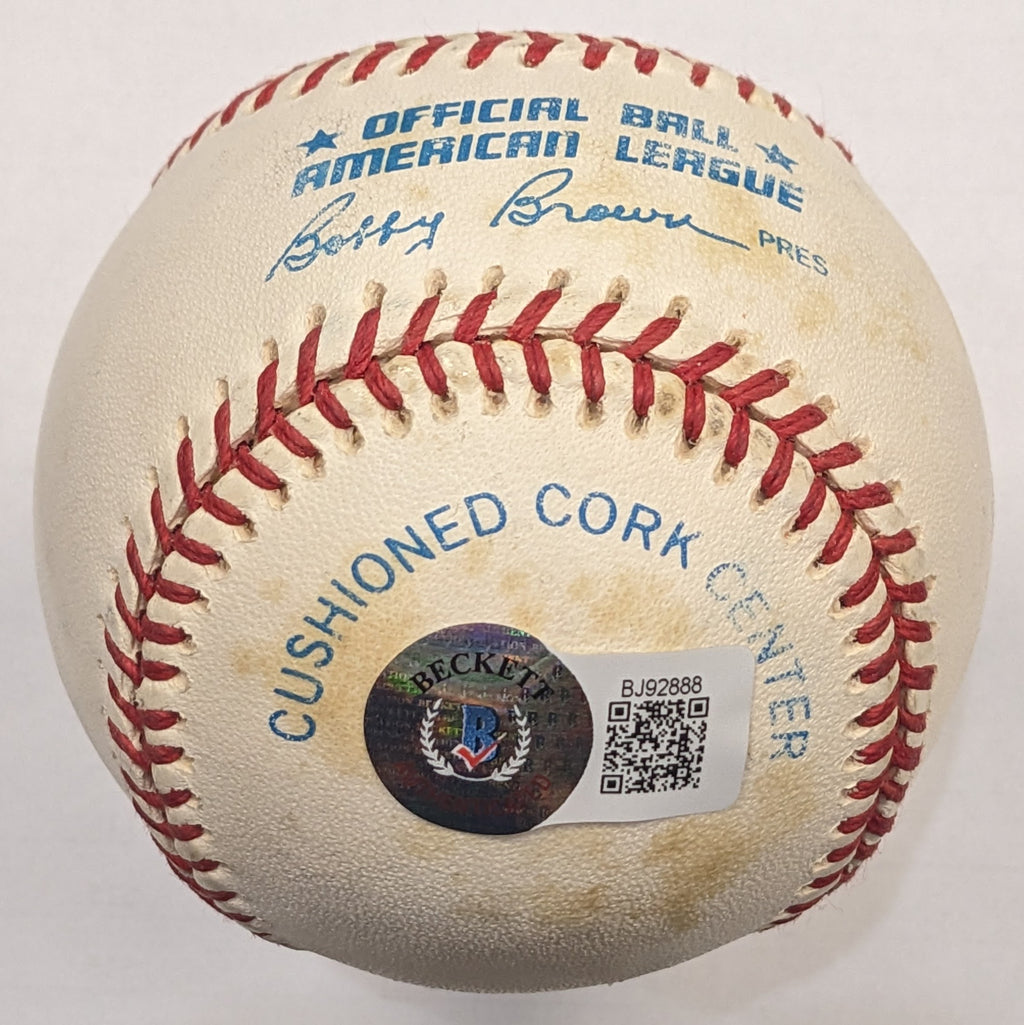 OFFICIAL BALL
AMERICAN LEAGUE
Bobby Brown PRES
CUSHIONED CORK CENTER
BECKETT
B
BJ92888